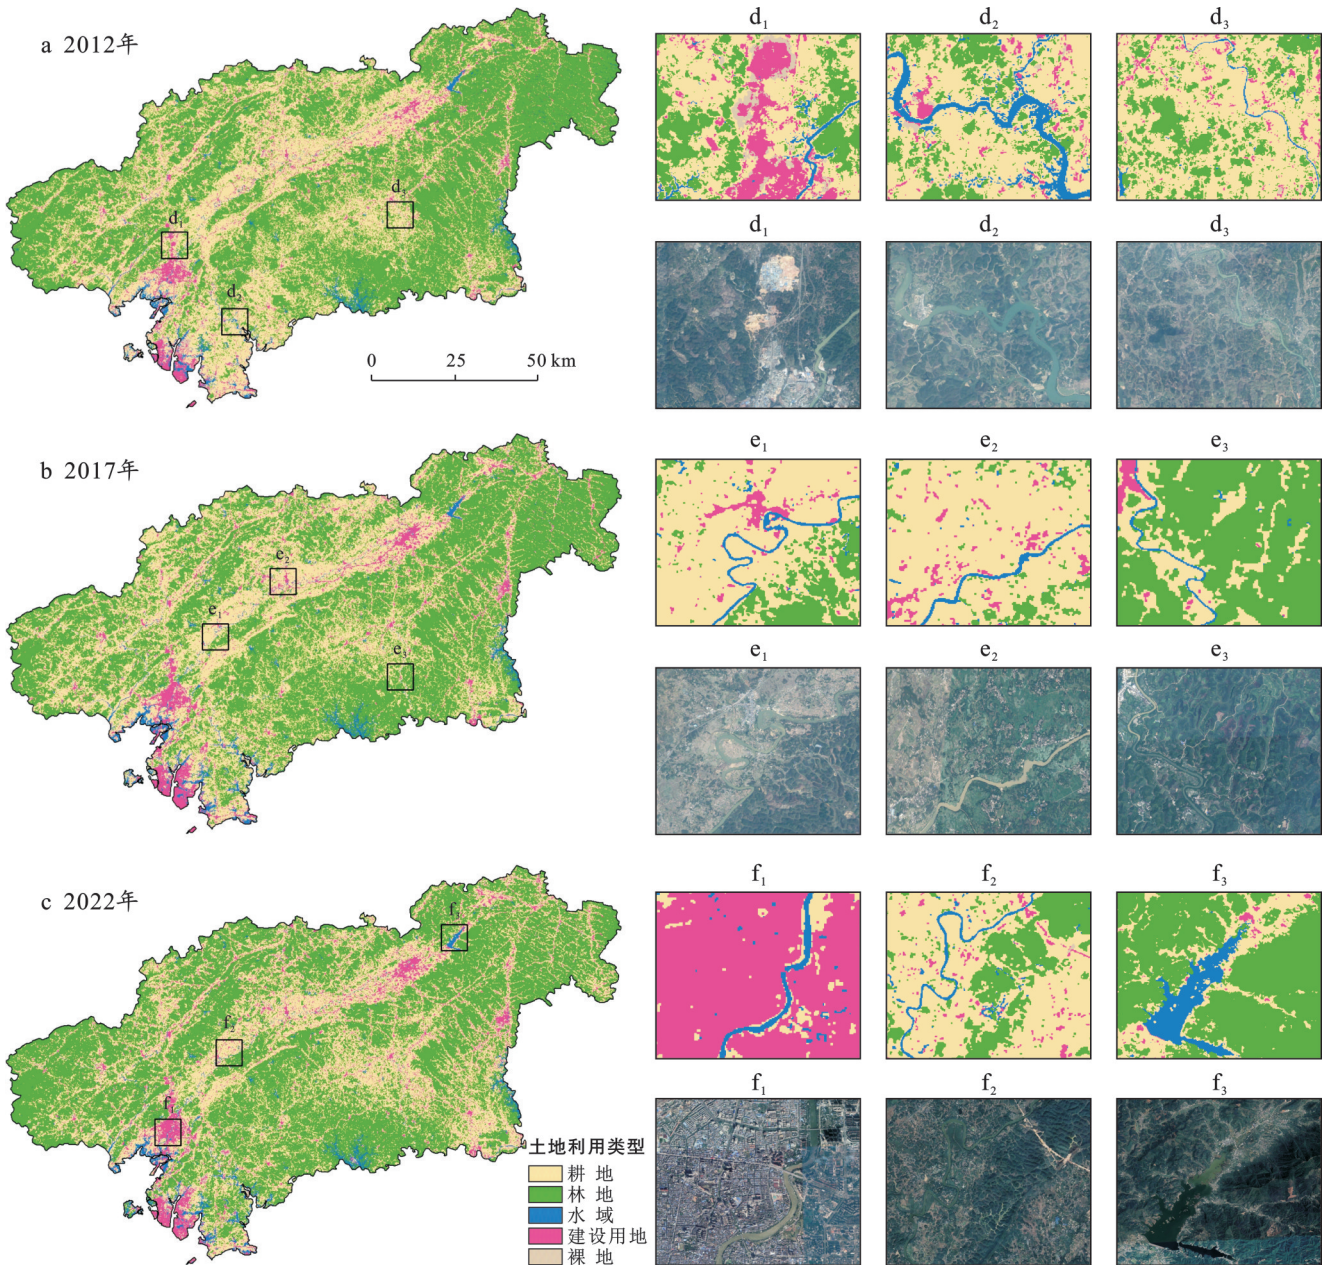 a 2012年
d₁
d₂
d₃
d₁
d₂
d₃
0 25 50 km
d₁
d₂
d₃
b 2017年
e₁
e₂
e₃
e₁
e₂
e₃
e₁
e₂
e₃
c 2022年
f₁
f₂
f₃
f₁
f₂
f₃
f₁
f₂
f₃
土地利用类型
耕 地
林 地
水 域
建设用地
裸 地